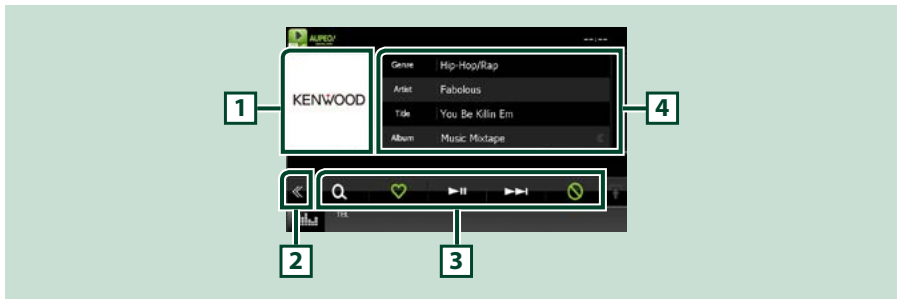 AUPEO!
--:--
KENWOOD
Genre Hip-Hop/Rap
Artist Fabolous
Title You Be Killin Em
Album Music Mixtape
TEL
1
4
2
3